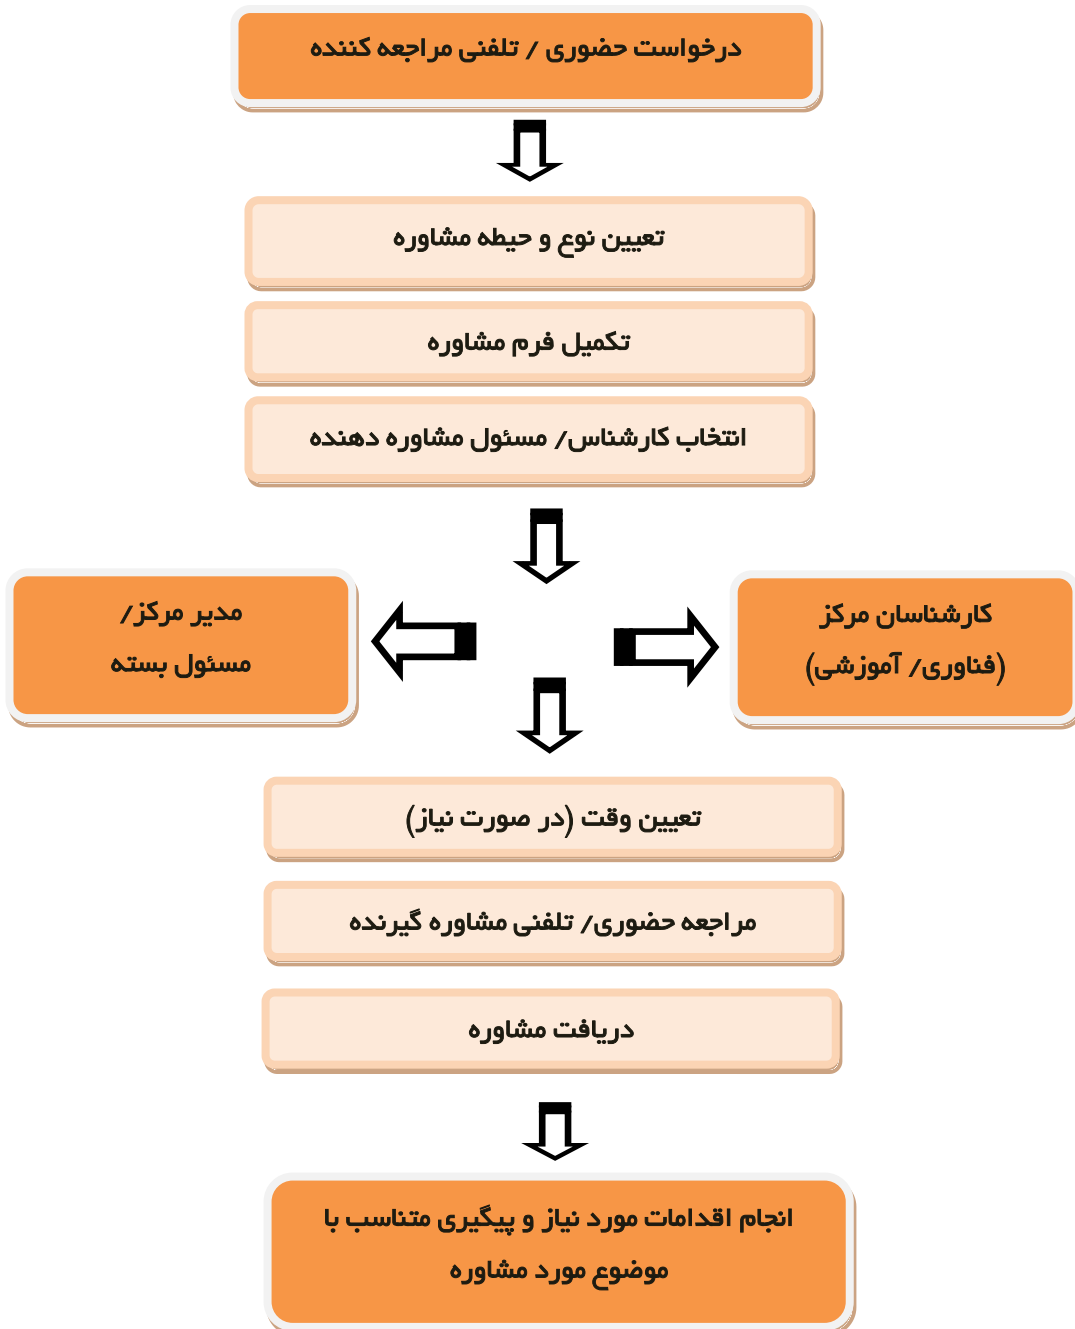 درخواست حضوری / تلفنی مراجعه کننده
تعیین نوع و حیطه مشاوره
تکمیل فرم مشاوره
انتخاب کارشناس/ مسئول مشاوره دهنده
کارشناسان مرکز
(فناوری/ آموزشی)
مدیر مرکز/
مسئول بسته
تعیین وقت (در صورت نیاز)
مراجعه حضوری/ تلفنی مشاوره گیرنده
دریافت مشاوره
انجام اقدامات مورد نیاز و پیگیری متناسب با
موضوع مورد مشاوره